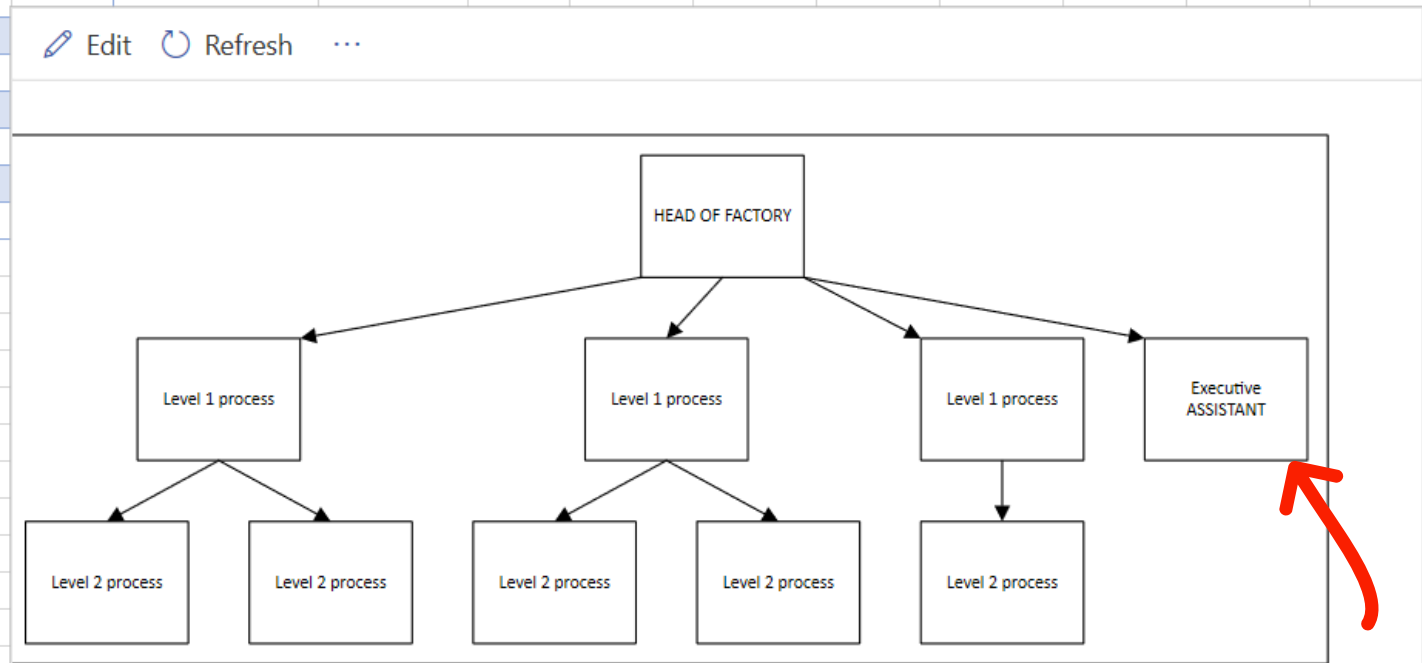 Edit Refresh ...
HEAD OF FACTORY
Level 1 process
Level 1 process
Level 1 process
Executive
ASSISTANT
Level 2 process
Level 2 process
Level 2 process
Level 2 process
Level 2 process